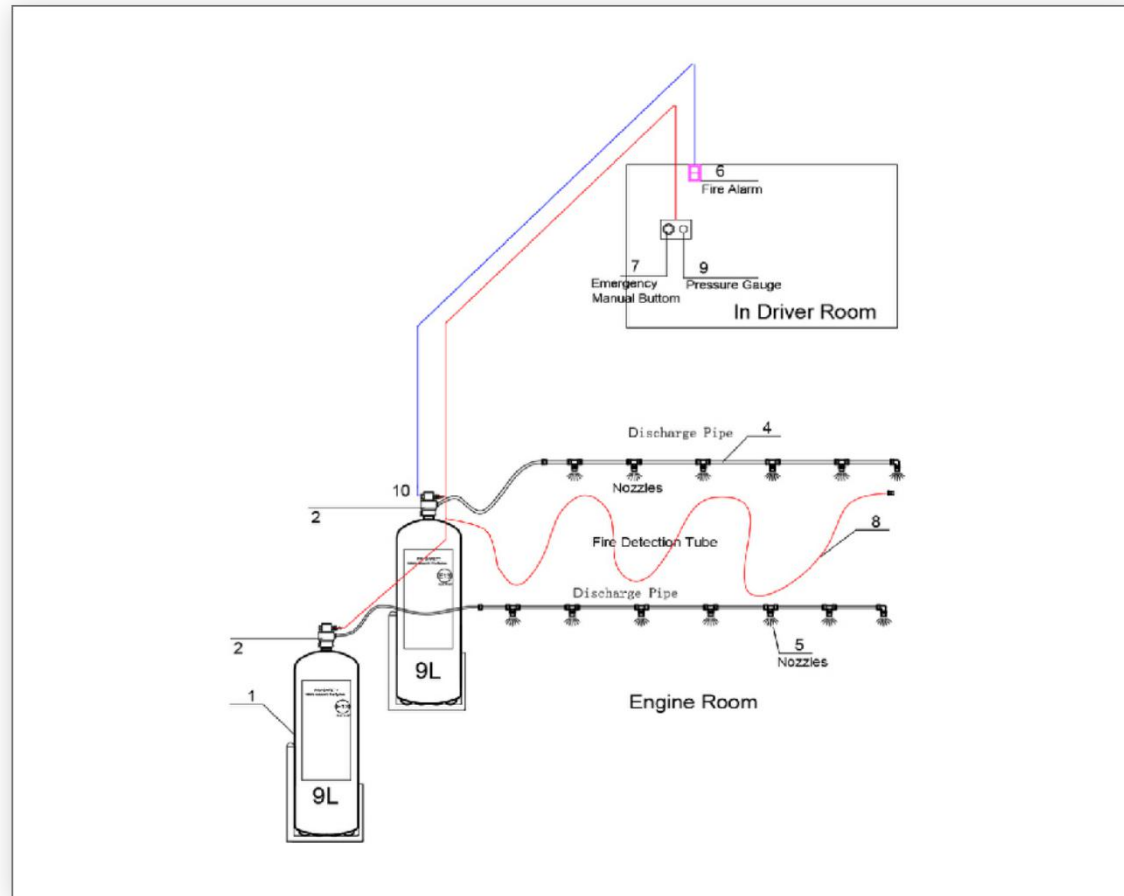 6
Fire Alarm
7
9
Emergency
Manual Buttom
Pressure Gauge
In Driver Room
Discharge Pipe
4
10
Nozzles
2
Fire Detection Tube
8
Discharge Pipe
2
5
Nozzles
9L
1
Engine Room
9L